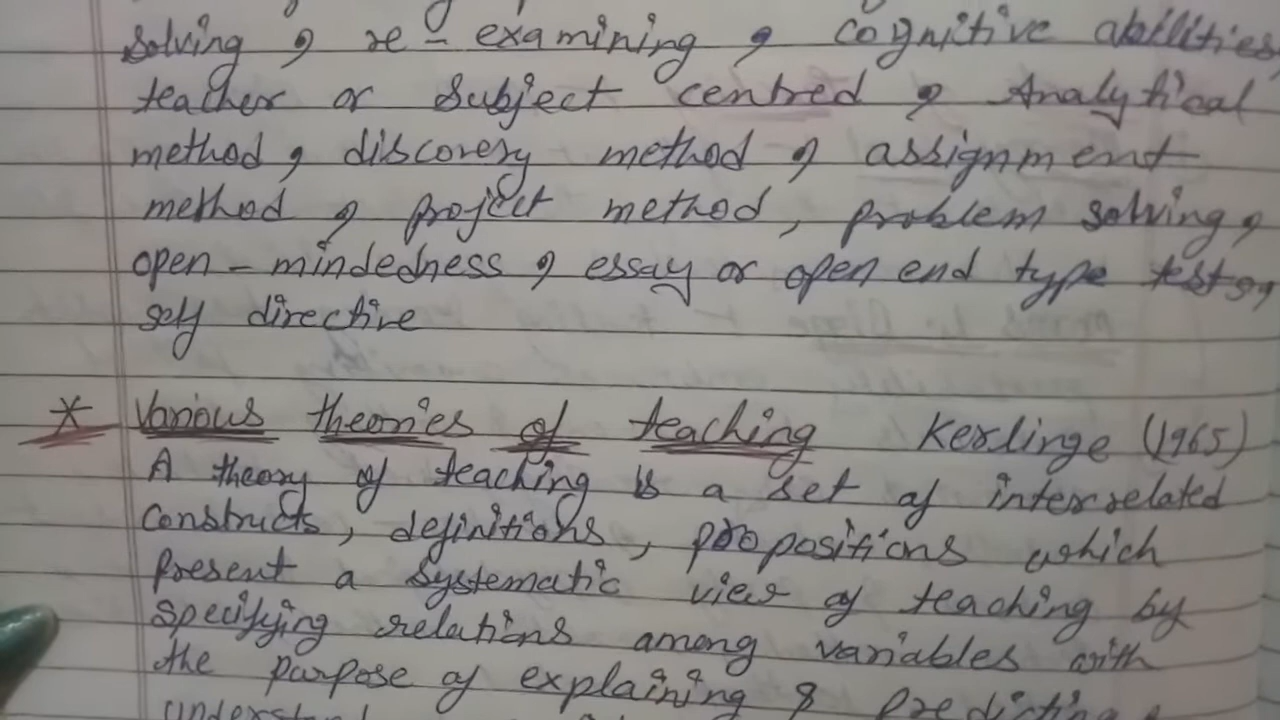 solving, re-examining, cognitive abilities,
teacher or Subject centred, Analytical
method, discovery method, assignment
method, project method, problem solving,
open-mindedness, essay or open end type tests,
self directive
* Various theories of teaching Kerlinge (1965)
A theory of teaching is a set of interrelated
constructs, definitions, propositions which
present a systematic view of teaching by
specifying relations among variables with
the purpose of explaining & predicting